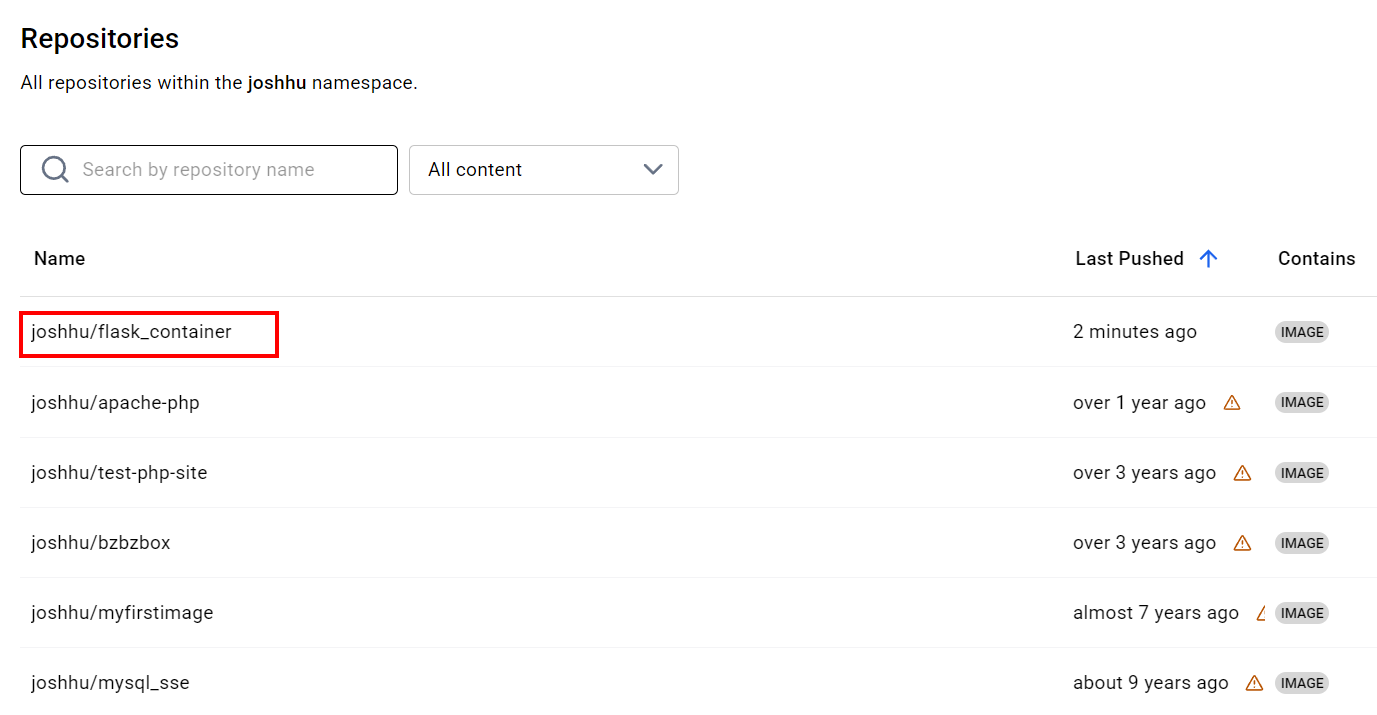 Repositories
All repositories within the joshhu namespace.
Search by repository name
All content
Name Last Pushed Contains
joshhu/flask_container 2 minutes ago IMAGE
joshhu/apache-php over 1 year ago IMAGE
joshhu/test-php-site over 3 years ago IMAGE
joshhu/bzbzbox over 3 years ago IMAGE
joshhu/myfirstimage almost 7 years ago IMAGE
joshhu/mysql_sse about 9 years ago IMAGE